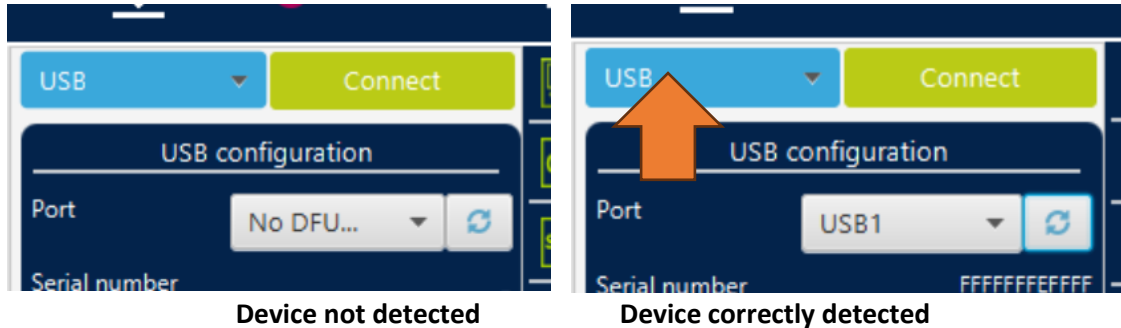 USB Connect
USB configuration
Port No DFU...
Serial number
USB Connect
USB configuration
Port USB1
Serial number FFFFFFFEFFFF
Device not detected Device correctly detected